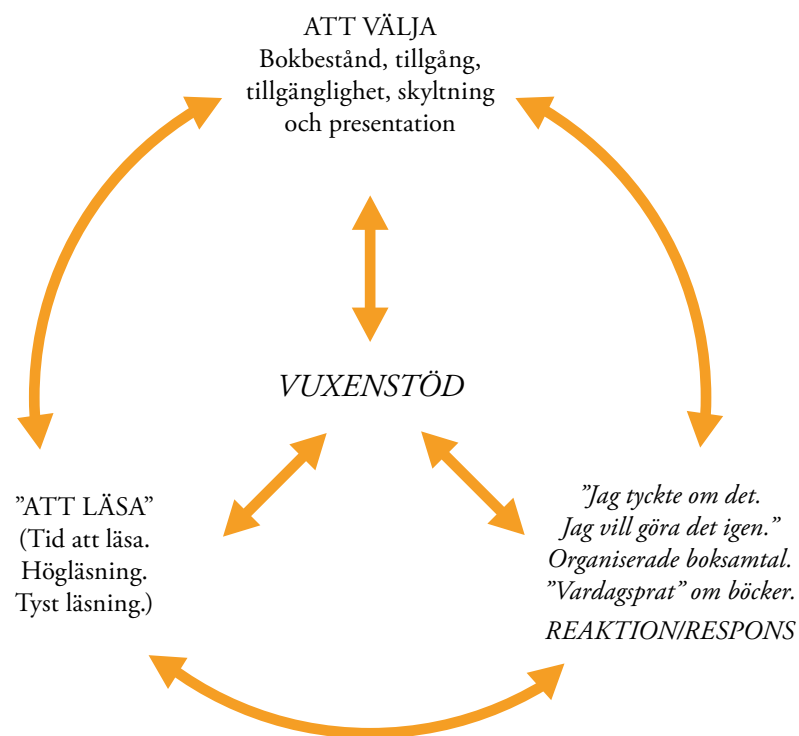 ATT VÄLJA
Bokbestånd, tillgång,
tillgänglighet, skyltning
och presentation
VUXENSTÖD
”ATT LÄSA”
(Tid att läsa.
Högläsning.
Tyst läsning.)
”Jag tyckte om det.
Jag vill göra det igen.”
Organiserade boksamtal.
”Vardagsprat” om böcker.
REAKTION/RESPONS